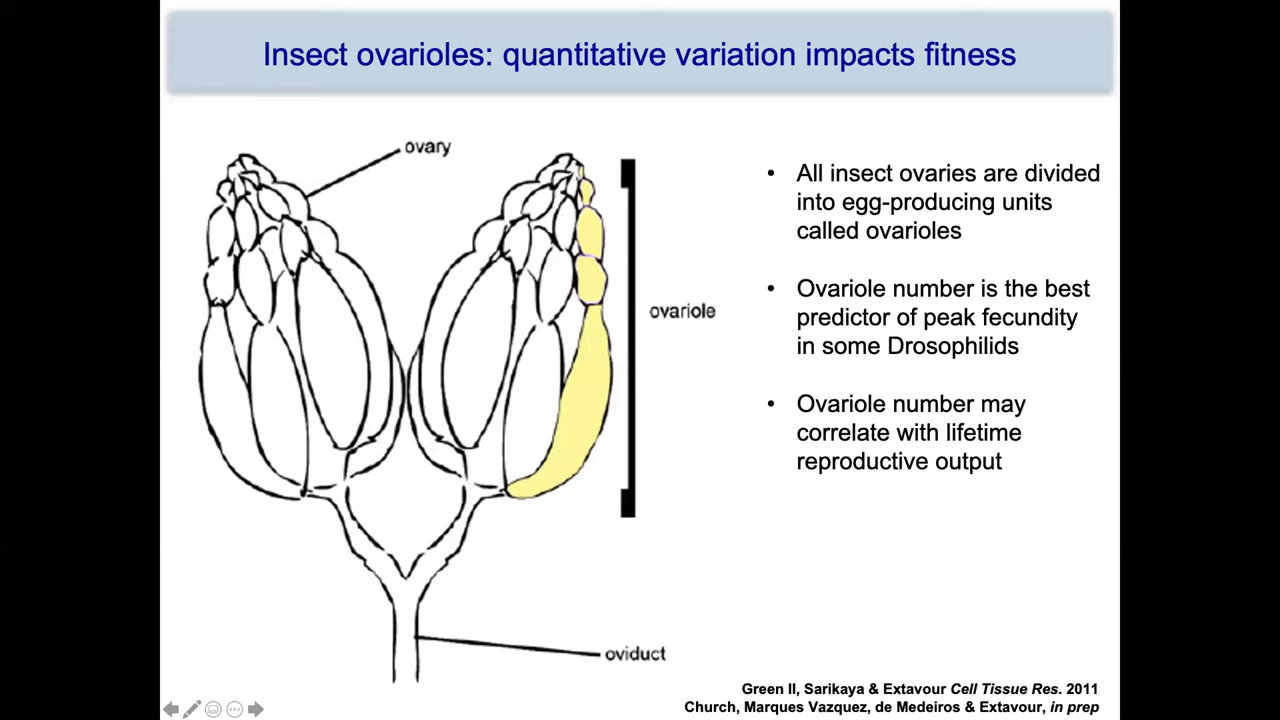 Insect ovarioles: quantitative variation impacts fitness
ovary
ovariole
oviduct
• All insect ovaries are divided
into egg-producing units
called ovarioles
• Ovariole number is the best
predictor of peak fecundity
in some Drosophilids
• Ovariole number may
correlate with lifetime
reproductive output
Green II, Sarikaya & Extavour Cell Tissue Res. 2011
Church, Marques Vazquez, de Medeiros & Extavour, in prep